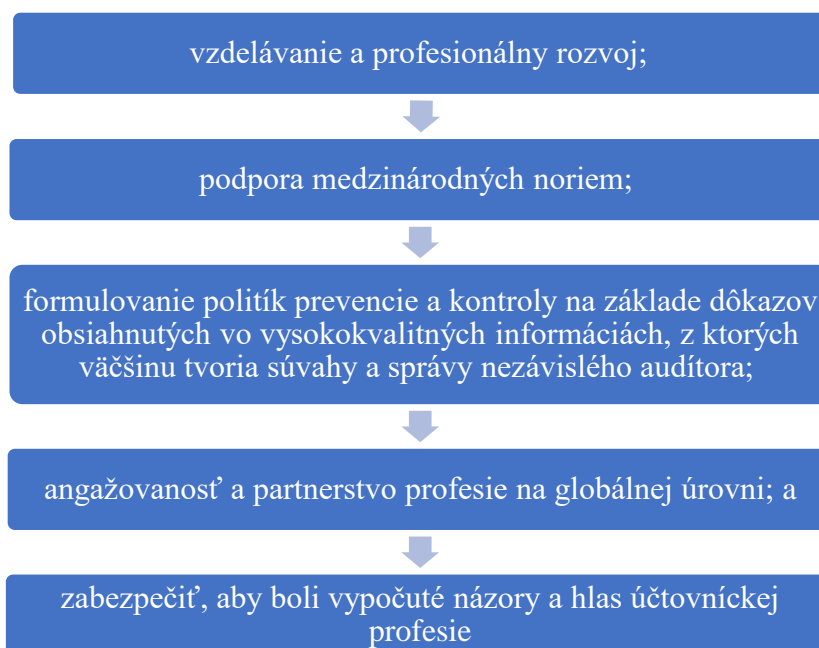 vzdelávanie a profesionálny rozvoj;
podpora medzinárodných noriem;
formulovanie politík prevencie a kontroly na základe dôkazov
obsiahnutých vo vysokokvalitných informáciách, z ktorých
väčšinu tvoria súvahy a správy nezávislého audítora;
angažovanosť a partnerstvo profesie na globálnej úrovni; a
zabezpečiť, aby boli vypočuté názory a hlas účtovníckej
profesie